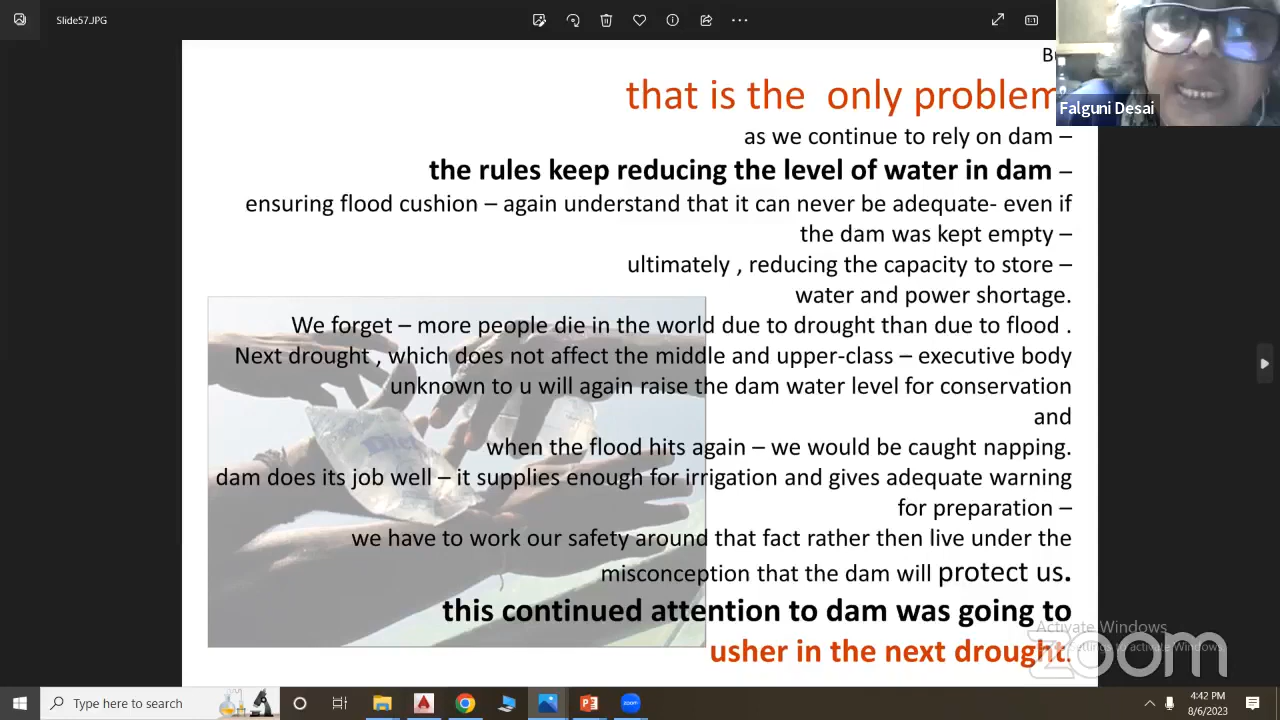 Slide57.JPG
Falguni Desai
that is the only problem
as we continue to rely on dam –
the rules keep reducing the level of water in dam –
ensuring flood cushion – again understand that it can never be adequate- even if
the dam was kept empty –
ultimately , reducing the capacity to store –
water and power shortage.
We forget – more people die in the world due to drought than due to flood .
Next drought , which does not affect the middle and upper-class – executive body
unknown to u will again raise the dam water level for conservation
and
when the flood hits again – we would be caught napping.
dam does its job well – it supplies enough for irrigation and gives adequate warning
for preparation –
we have to work our safety around that fact rather then live under the
misconception that the dam will protect us.
this continued attention to dam was going to
usher in the next drought.
Activate Windows
Settings to activate Windows.
zoom
Type here to search
zoom
4:42 PM
8/6/2023